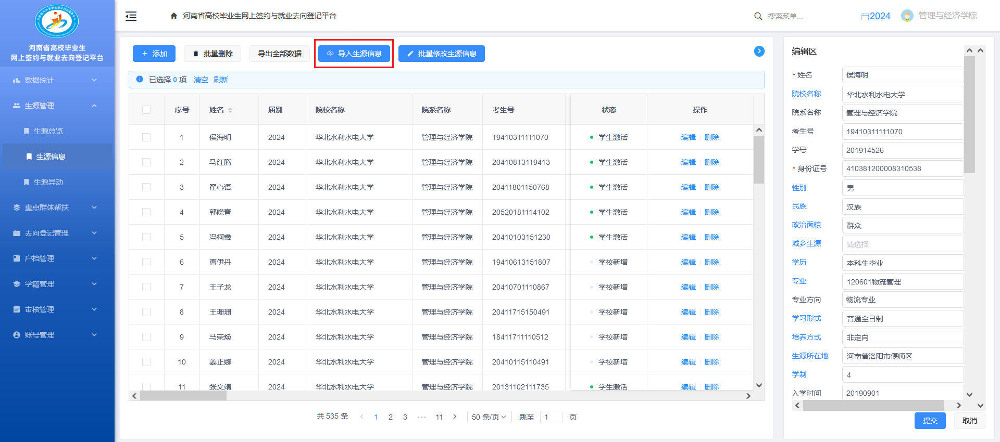 河南省高校毕业生
网上签约与就业去向登记平台
数据统计
生源管理
生源总览
生源信息
生源异动
重点群体帮扶
去向登记管理
户档管理
学籍管理
审核管理
账号管理
河南省高校毕业生网上签约与就业去向登记平台
搜索菜单...
2024
管理与经济学院
添加
批量删除
导出全部数据
导入生源信息
批量修改生源信息
已选择 0 项 清空 刷新
序号 姓名 届别 院校名称 院系名称 考生号 状态 操作
1 侯海明 2024 华北水利水电大学 管理与经济学院 19410311111070 学生激活 编辑 删除
2 马红腾 2024 华北水利水电大学 管理与经济学院 20410813119413 学生激活 编辑 删除
3 翟心语 2024 华北水利水电大学 管理与经济学院 20411801150768 学生激活 编辑 删除
4 郭晓青 2024 华北水利水电大学 管理与经济学院 20520181114102 学生激活 编辑 删除
5 冯柯鑫 2024 华北水利水电大学 管理与经济学院 20410103151230 学生激活 编辑 删除
6 曹伊丹 2024 华北水利水电大学 管理与经济学院 19410613151807 学校新增 编辑 删除
7 王子龙 2024 华北水利水电大学 管理与经济学院 20410701110867 学校新增 编辑 删除
8 王珊珊 2024 华北水利水电大学 管理与经济学院 20411715150491 学校新增 编辑 删除
9 马荣焕 2024 华北水利水电大学 管理与经济学院 18411711110512 学校新增 编辑 删除
10 姜正娜 2024 华北水利水电大学 管理与经济学院 20410115110491 学校新增 编辑 删除
11 张文靖 2024 华北水利水电大学 管理与经济学院 20131102111735 学生激活 编辑 删除
共 535 条 1 2 3 ••• 11 50 条/页 跳至 1 页
编辑区
* 姓名 侯海明
院校名称 华北水利水电大学
院系名称 管理与经济学院
考生号 19410311111070
学号 201914526
* 身份证号 410381200008310538
性别 男
民族 汉族
政治面貌 群众
城乡生源 请选择
学历 本科生毕业
专业 120601物流管理
专业方向 物流专业
学习形式 普通全日制
培养方式 非定向
生源所在地 河南省洛阳市偃师区
学制 4
入学时间 20190901
提交 取消